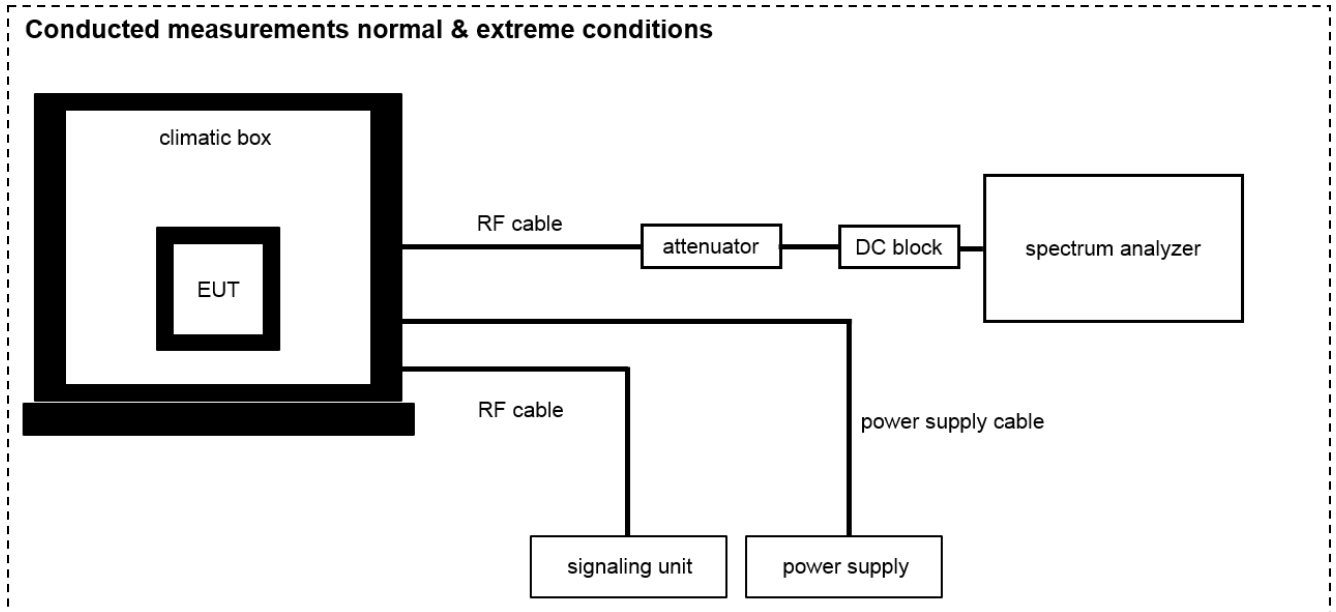 Conducted measurements normal & extreme conditions
climatic box
RF cable
attenuator
DC block
spectrum analyzer
EUT
RF cable
power supply cable
signaling unit
power supply